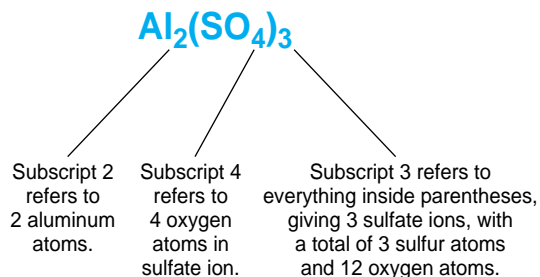 Al₂(SO₄)₃
Subscript 2
refers to
2 aluminum
atoms.
Subscript 4
refers to
4 oxygen
atoms in
sulfate ion.
Subscript 3 refers to
everything inside parentheses,
giving 3 sulfate ions, with
a total of 3 sulfur atoms
and 12 oxygen atoms.